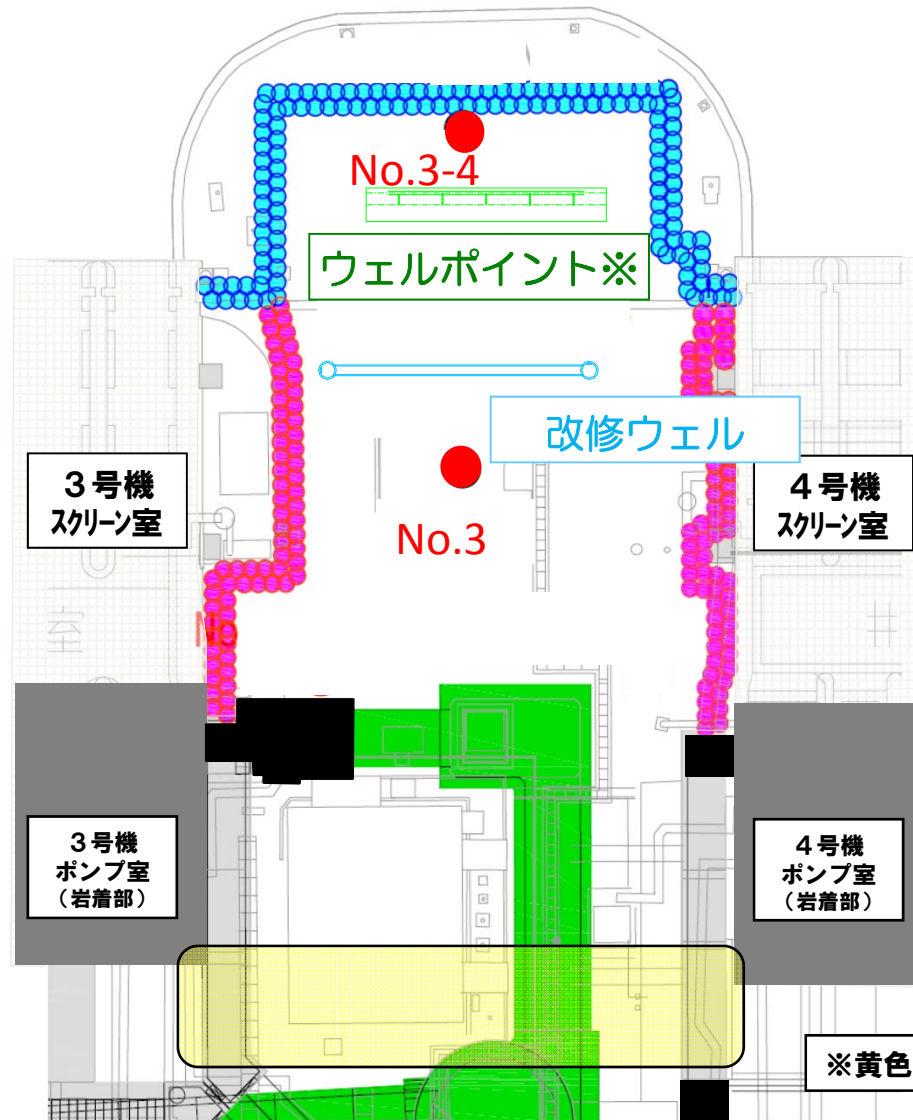 No.3-4
ウェルポイント※
改修ウェル
3号機
スクリーン室
4号機
スクリーン室
No.3
No
3号機
ポンプ室
(岩着部)
4号機
ポンプ室
(岩着部)
※黄色